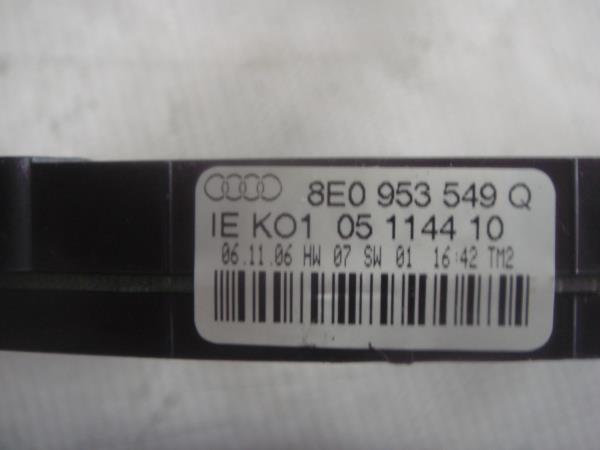 8E0 953 549 Q
IE KO1 05 1144 10
06.11.06 HW 07 SW 01 16:42 TM2